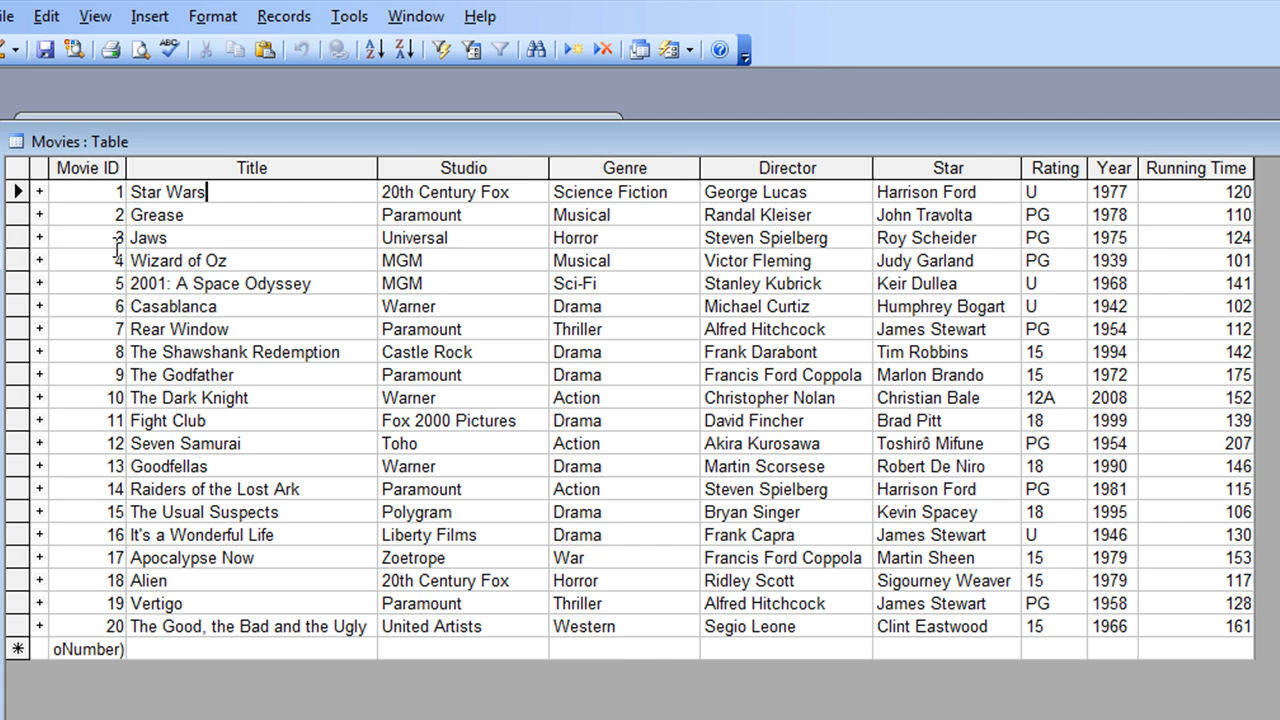 ile Edit View Insert Format Records Tools Window Help
Movies : Table
Movie ID Title Studio Genre Director Star Rating Year Running Time
+ 1 Star Wars 20th Century Fox Science Fiction George Lucas Harrison Ford U 1977 120
+ 2 Grease Paramount Musical Randal Kleiser John Travolta PG 1978 110
+ 3 Jaws Universal Horror Steven Spielberg Roy Scheider PG 1975 124
+ 4 Wizard of Oz MGM Musical Victor Fleming Judy Garland PG 1939 101
+ 5 2001: A Space Odyssey MGM Sci-Fi Stanley Kubrick Keir Dullea U 1968 141
+ 6 Casablanca Warner Drama Michael Curtiz Humphrey Bogart U 1942 102
+ 7 Rear Window Paramount Thriller Alfred Hitchcock James Stewart PG 1954 112
+ 8 The Shawshank Redemption Castle Rock Drama Frank Darabont Tim Robbins 15 1994 142
+ 9 The Godfather Paramount Drama Francis Ford Coppola Marlon Brando 15 1972 175
+ 10 The Dark Knight Warner Action Christopher Nolan Christian Bale 12A 2008 152
+ 11 Fight Club Fox 2000 Pictures Drama David Fincher Brad Pitt 18 1999 139
+ 12 Seven Samurai Toho Action Akira Kurosawa Toshirô Mifune PG 1954 207
+ 13 Goodfellas Warner Drama Martin Scorsese Robert De Niro 18 1990 146
+ 14 Raiders of the Lost Ark Paramount Action Steven Spielberg Harrison Ford PG 1981 115
+ 15 The Usual Suspects Polygram Drama Bryan Singer Kevin Spacey 18 1995 106
+ 16 It's a Wonderful Life Liberty Films Drama Frank Capra James Stewart U 1946 130
+ 17 Apocalypse Now Zoetrope War Francis Ford Coppola Martin Sheen 15 1979 153
+ 18 Alien 20th Century Fox Horror Ridley Scott Sigourney Weaver 15 1979 117
+ 19 Vertigo Paramount Thriller Alfred Hitchcock James Stewart PG 1958 128
+ 20 The Good, the Bad and the Ugly United Artists Western Segio Leone Clint Eastwood 15 1966 161
oNumber)